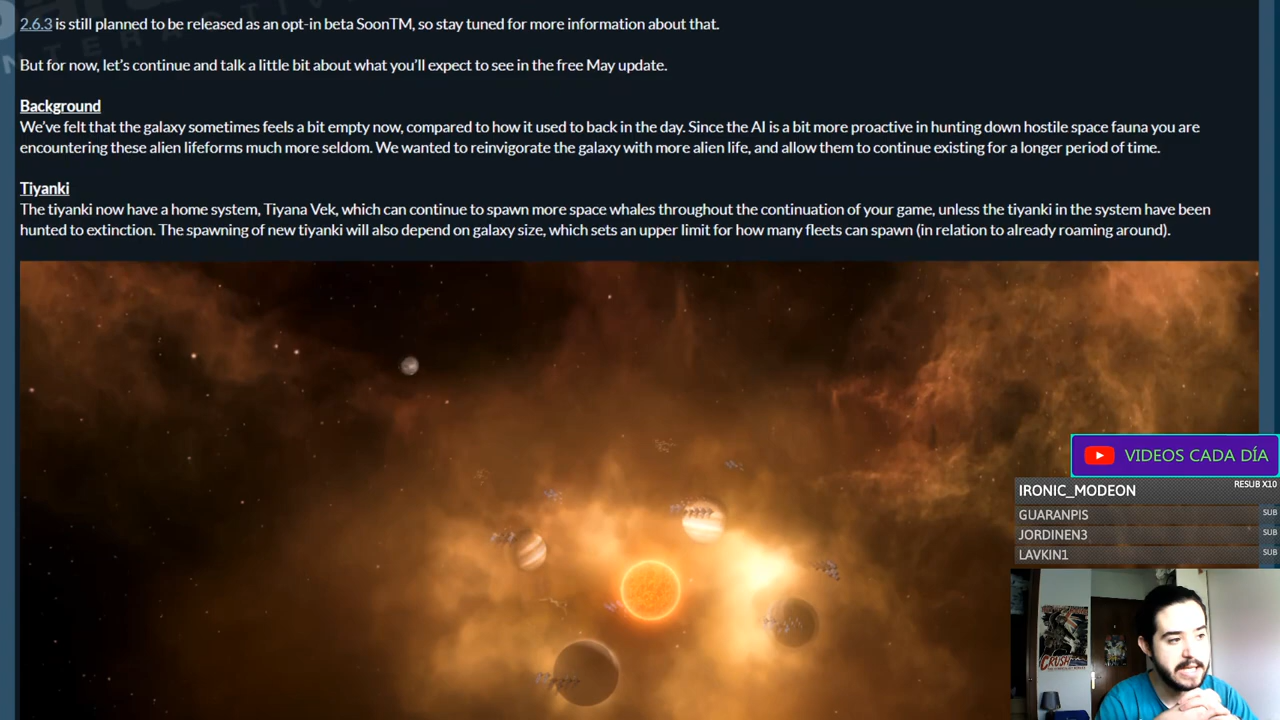 2.6.3 is still planned to be released as an opt-in beta SoonTM, so stay tuned for more information about that.
But for now, let's continue and talk a little bit about what you'll expect to see in the free May update.
Background
We've felt that the galaxy sometimes feels a bit empty now, compared to how it used to back in the day. Since the AI is a bit more proactive in hunting down hostile space fauna you are
encountering these alien lifeforms much more seldom. We wanted to reinvigorate the galaxy with more alien life, and allow them to continue existing for a longer period of time.
Tiyanki
The tiyanki now have a home system, Tiyana Vek, which can continue to spawn more space whales throughout the continuation of your game, unless the tiyanki in the system have been
hunted to extinction. The spawning of new tiyanki will also depend on galaxy size, which sets an upper limit for how many fleets can spawn (in relation to already roaming around).
VIDEOS CADA DÍA
IRONIC_MODEON RESUB X10
GUARANPIS SUB
JORDINEN3 SUB
LAVKIN1 SUB
CRUSH